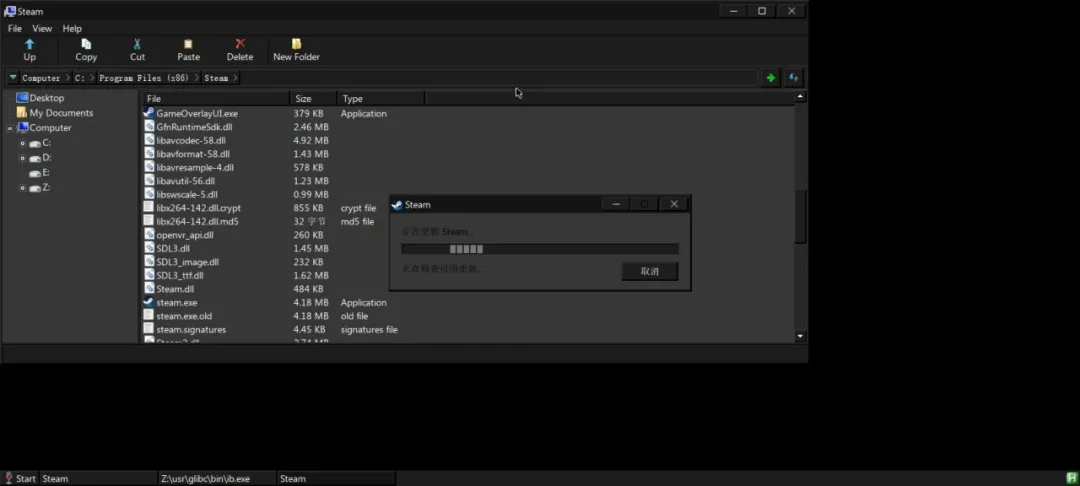 Steam
File View Help
Up Copy Cut Paste Delete New Folder
Computer C: Program Files (x86) Steam
Desktop
My Documents
Computer
C:
D:
E:
Z:
File Size Type
GameOverlayUI.exe 379 KB Application
GfnRuntimeSdk.dll 2.46 MB
libavcodec-58.dll 4.92 MB
libavformat-58.dll 1.43 MB
libavresample-4.dll 578 KB
libavutil-56.dll 1.23 MB
libswscale-5.dll 0.99 MB
libx264-142.dll.crypt 855 KB crypt file
libx264-142.dll.md5 32 字节 md5 file
openvr_api.dll 260 KB
SDL3.dll 1.45 MB
SDL3_image.dll 232 KB
SDL3_ttf.dll 1.62 MB
Steam.dll 484 KB
steam.exe 4.18 MB Application
steam.exe.old 4.18 MB old file
steam.signatures 4.45 KB signatures file
Steam2.dll 2.74 MB
Steam
正在更新 Steam...
正在检查可用更新...
取消
Start Steam Z:\usr\glibc\bin\ib.exe Steam